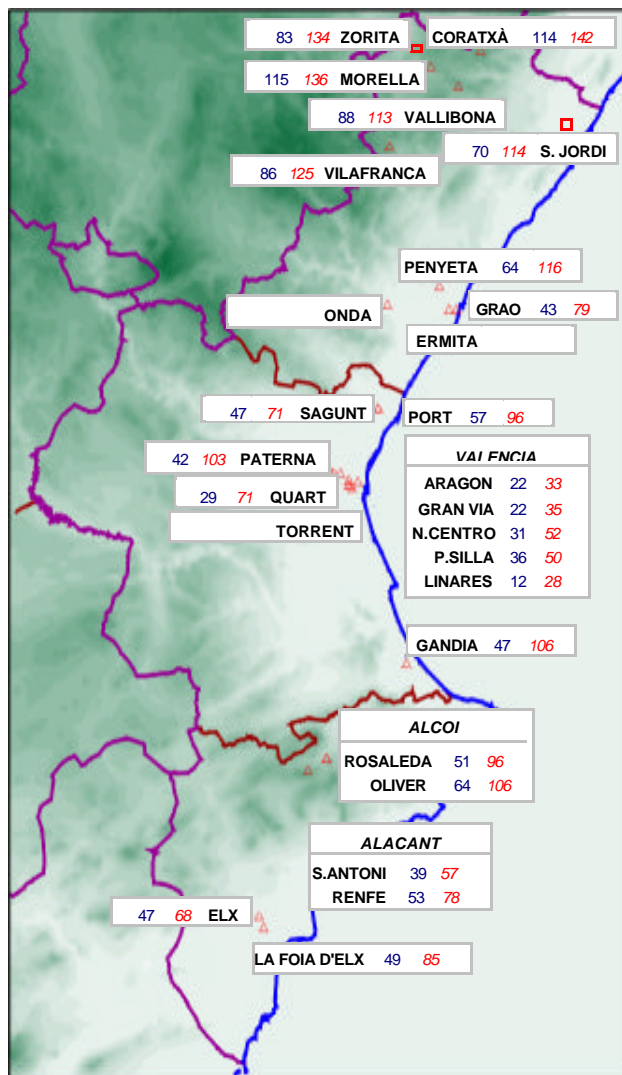 83 134 ZORITA
CORATXÀ 114 142
115 136 MORELLA
88 113 VALLIBONA
70 114 S. JORDI
86 125 VILAFRANCA
PENYETA 64 116
ONDA
GRAO 43 79
ERMITA
47 71 SAGUNT
PORT 57 96
42 103 PATERNA
29 71 QUART
TORRENT
VALENCIA
ARAGON 22 33
GRAN VIA 22 35
N.CENTRO 31 52
P.SILLA 36 50
LINARES 12 28
GANDIA 47 106
ALCOI
ROSALEDA 51 96
OLIVER 64 106
ALACANT
S.ANTONI 39 57
RENFE 53 78
47 68 ELX
LA FOIA D'ELX 49 85